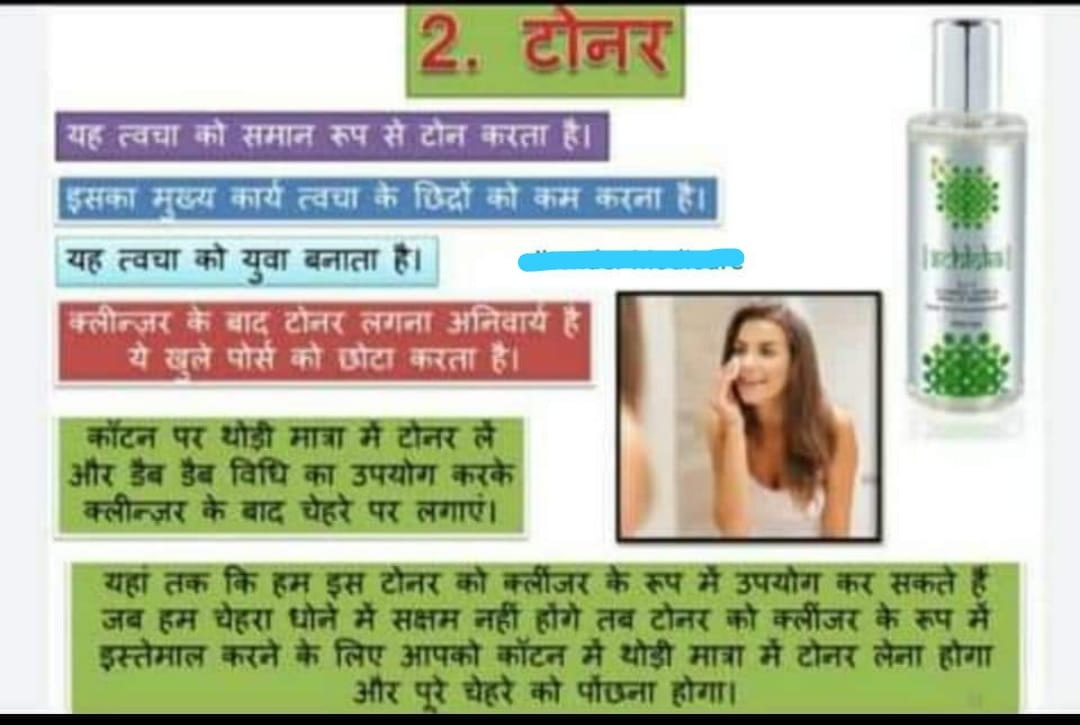 2. टोनर
यह त्वचा को समान रूप से टोन करता है।
इसका मुख्य कार्य त्वचा के छिद्रों को कम करना है।
यह त्वचा को युवा बनाता है।
क्लीन्ज़र के बाद टोनर लगना अनिवार्य है
ये खुले पोर्स को छोटा करता है।
कॉटन पर थोड़ी मात्रा में टोनर लें
और डैब डैब विधि का उपयोग करके
क्लीन्ज़र के बाद चेहरे पर लगाएं।
यहां तक कि हम इस टोनर को क्लींजर के रूप में उपयोग कर सकते हैं
जब हम चेहरा धोने में सक्षम नहीं होंगे तब टोनर को क्लींजर के रूप में
इस्तेमाल करने के लिए आपको कॉटन में थोड़ी मात्रा में टोनर लेना होगा
और पूरे चेहरे को पोंछना होगा।